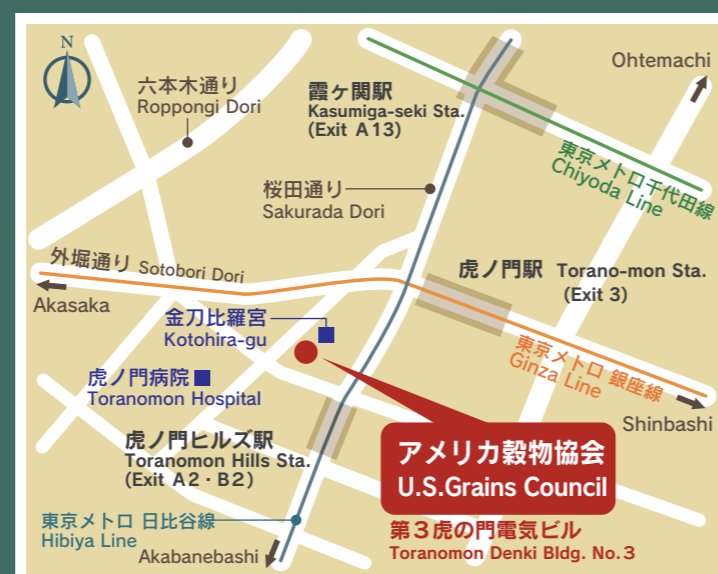 N
六本木通り
Roppongi Dori
霞ヶ関駅
Kasumiga-seki Sta.
(Exit A13)
Ohtemachi
東京メトロ千代田線
Chiyoda Line
桜田通り
Sakurada Dori
外堀通り Sotobori Dori
Akasaka
虎ノ門駅 Torano-mon Sta.
(Exit 3)
金刀比羅宮
Kotohira-gu
東京メトロ 銀座線
Ginza Line
虎ノ門病院
Toranomon Hospital
Shinbashi
虎ノ門ヒルズ駅
Toranomon Hills Sta.
(Exit A2・B2)
アメリカ穀物協会
U.S.Grains Council
東京メトロ 日比谷線
Hibiya Line
第3虎の門電気ビル
Toranomon Denki Bldg. No.3
Akabanebashi